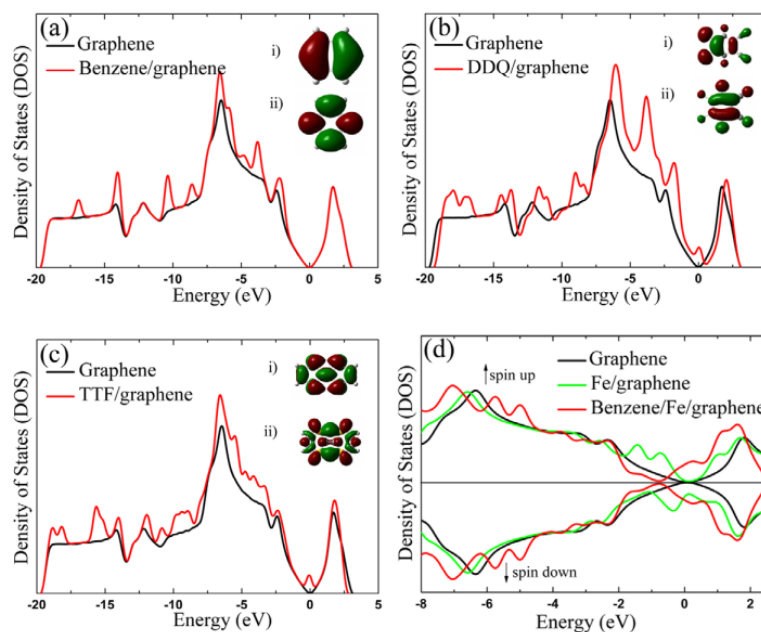 (a)
Graphene
Benzene/graphene
i)
ii)
Density of States (DOS)
-20 -15 -10 -5 0 5
Energy (eV)
(b)
Graphene
DDQ/graphene
i)
ii)
Density of States (DOS)
-20 -15 -10 -5 0 5
Energy (eV)
(c)
Graphene
TTF/graphene
i)
ii)
Density of States (DOS)
-20 -15 -10 -5 0 5
Energy (eV)
(d)
Graphene
Fe/graphene
Benzene/Fe/graphene
spin up
spin down
Density of States (DOS)
-8 -6 -4 -2 0 2
Energy (eV)